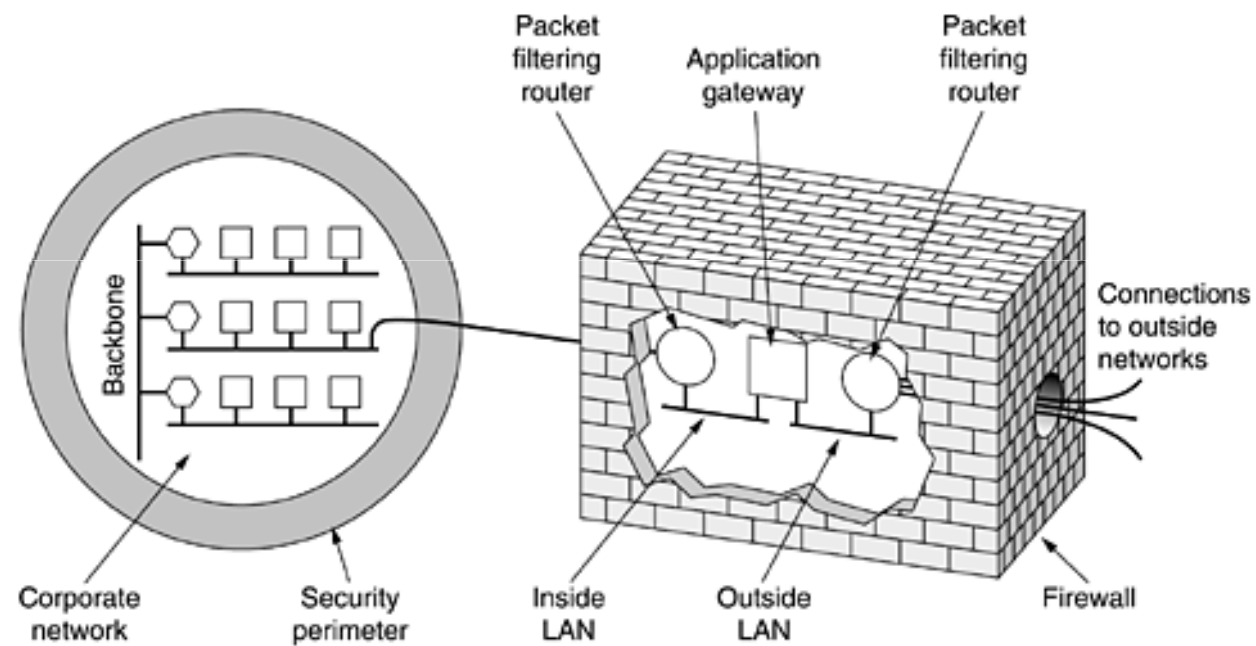 Packet
filtering
router
Application
gateway
Packet
filtering
router
Backbone
Connections
to outside
networks
Corporate
network
Security
perimeter
Inside
LAN
Outside
LAN
Firewall